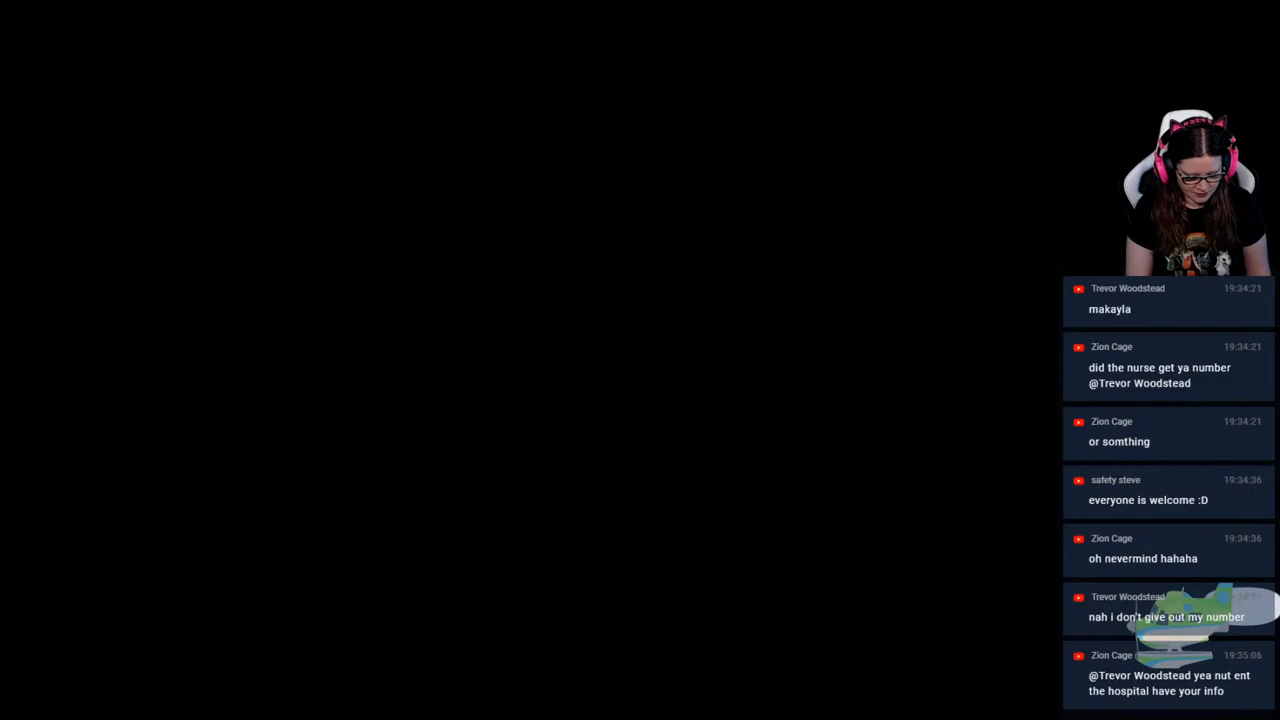 Trevor Woodstead 19:34:21
makayla
Zion Cage 19:34:21
did the nurse get ya number
@Trevor Woodstead
Zion Cage 19:34:21
or somthing
safety steve 19:34:36
everyone is welcome :D
Zion Cage 19:34:36
oh nevermind hahaha
Trevor Woodstead
nah i don't give out my number
Zion Cage 19:35:06
@Trevor Woodstead yea nut ent
the hospital have your info